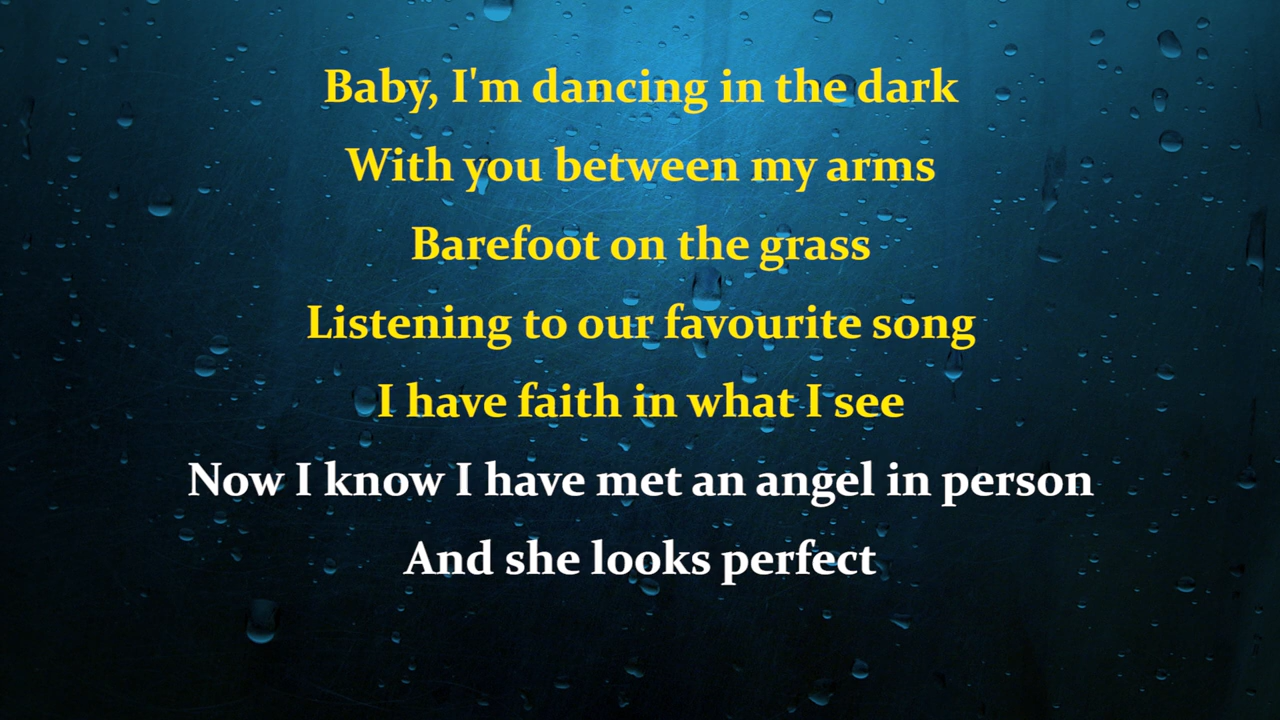 Baby, I'm dancing in the dark
With you between my arms
Barefoot on the grass
Listening to our favourite song
I have faith in what I see
Now I know I have met an angel in person
And she looks perfect